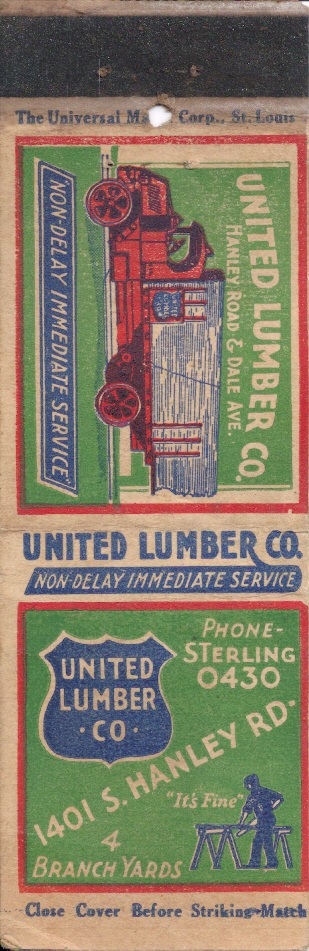 The Universal Ma Corp., St. Louis
UNITED LUMBER CO.
HANLEY ROAD & DALE AVE.
NON-DELAY IMMEDIATE SERVICE
UNITED LUMBER CO.
NON-DELAY IMMEDIATE SERVICE
PHONE-
STERLING
0430
UNITED
LUMBER
·CO·
1401 S. HANLEY RD·
"It's Fine"
4
BRANCH YARDS
Close Cover Before Striking Match